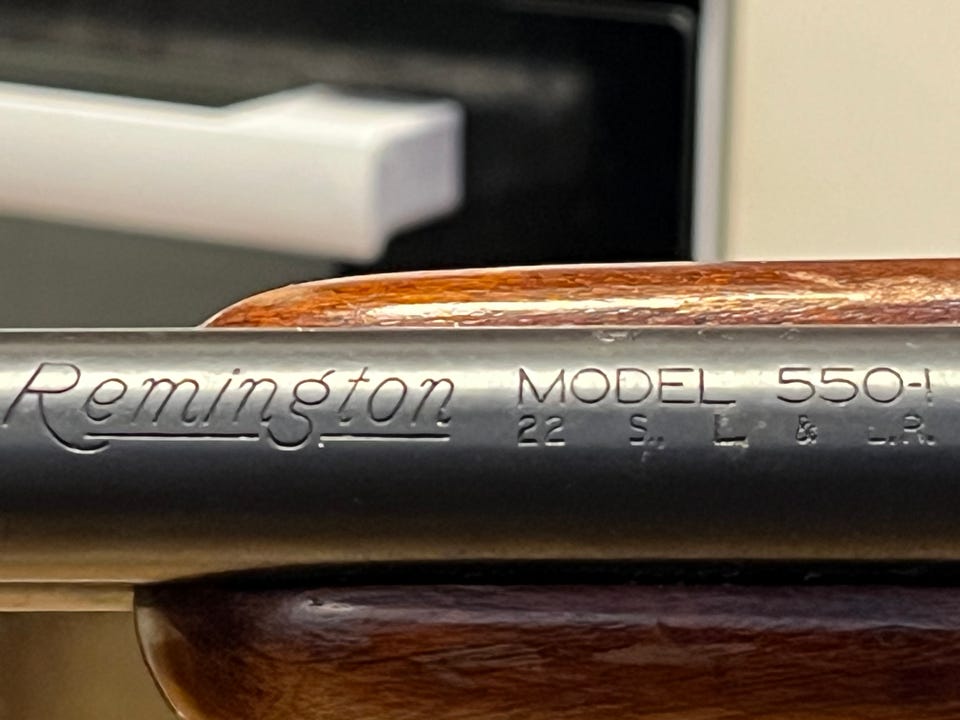 Remington MODEL 550-1
22 S., L & L.R.